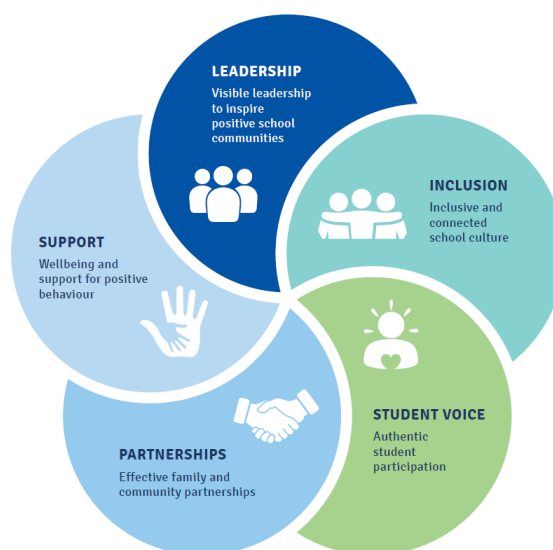 LEADERSHIP
Visible leadership
to inspire
positive school
communities
INCLUSION
Inclusive and
connected
school culture
STUDENT VOICE
Authentic
student
participation
PARTNERSHIPS
Effective family and
community partnerships
SUPPORT
Wellbeing and
support for positive
behaviour